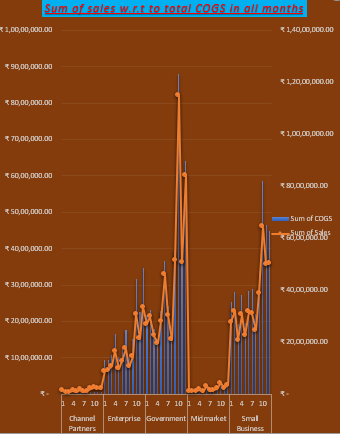 Sum of sales w r t to total COGS in all months
₹ 1,00,00,000.00
₹ 90,00,000.00
₹ 80,00,000.00
₹ 70,00,000.00
₹ 60,00,000.00
₹ 50,00,000.00
₹ 40,00,000.00
₹ 30,00,000.00
₹ 20,00,000.00
₹ 10,00,000.00
₹ -
₹ 1,40,00,000.00
₹ 1,20,00,000.00
₹ 1,00,00,000.00
₹ 80,00,000.00
₹ 60,00,000.00
₹ 40,00,000.00
₹ 20,00,000.00
₹ -
Sum of COGS
Sum of Sales
1 4 7 10 1 4 7 10 1 4 7 10 1 4 7 10 1 4 7 10
Channel Partners
Enterprise
Government
Midmarket
Small Business